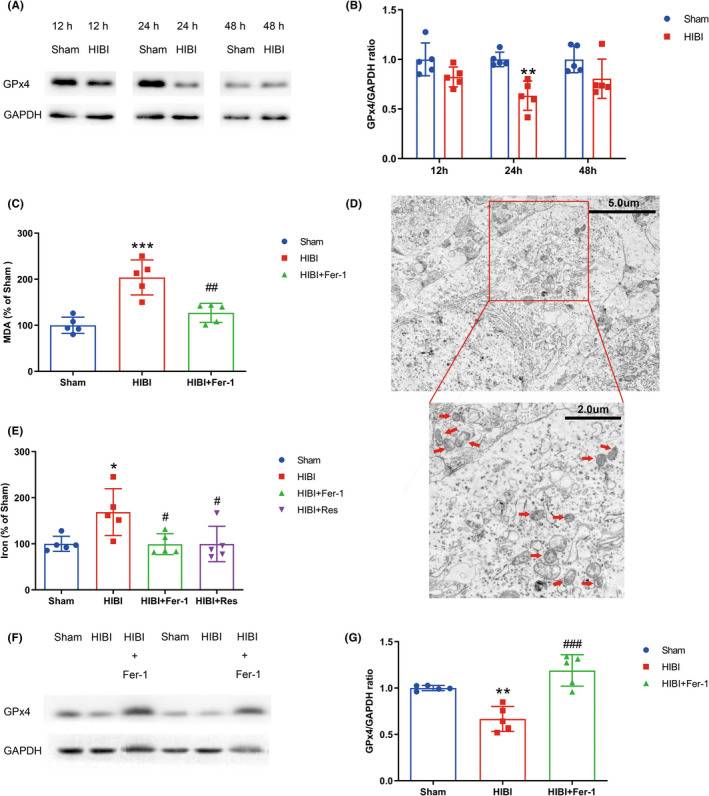 (A)
12 h 12 h 24 h 24 h 48 h 48 h
Sham HIBI Sham HIBI Sham HIBI
GPx4
GAPDH
(B)
Sham
HIBI
GPx4/GAPDH ratio
1.5
1.0
0.5
0.0
**
12h 24h 48h
(C)
MDA (% of Sham )
300
200
100
0
***
##
Sham HIBI HIBI+Fer-1
Sham
HIBI
HIBI+Fer-1
(D)
5.0um
2.0um
(E)
Iron (% of Sham)
300
200
100
0
*
#
#
Sham HIBI HIBI+Fer-1 HIBI+Res
Sham
HIBI
HIBI+Fer-1
HIBI+Res
(F)
Sham HIBI HIBI Sham HIBI HIBI
+ +
Fer-1 Fer-1
GPx4
GAPDH
(G)
GPx4/GAPDH ratio
1.5
1.0
0.5
0.0
**
###
Sham HIBI HIBI+Fer-1
Sham
HIBI
HIBI+Fer-1